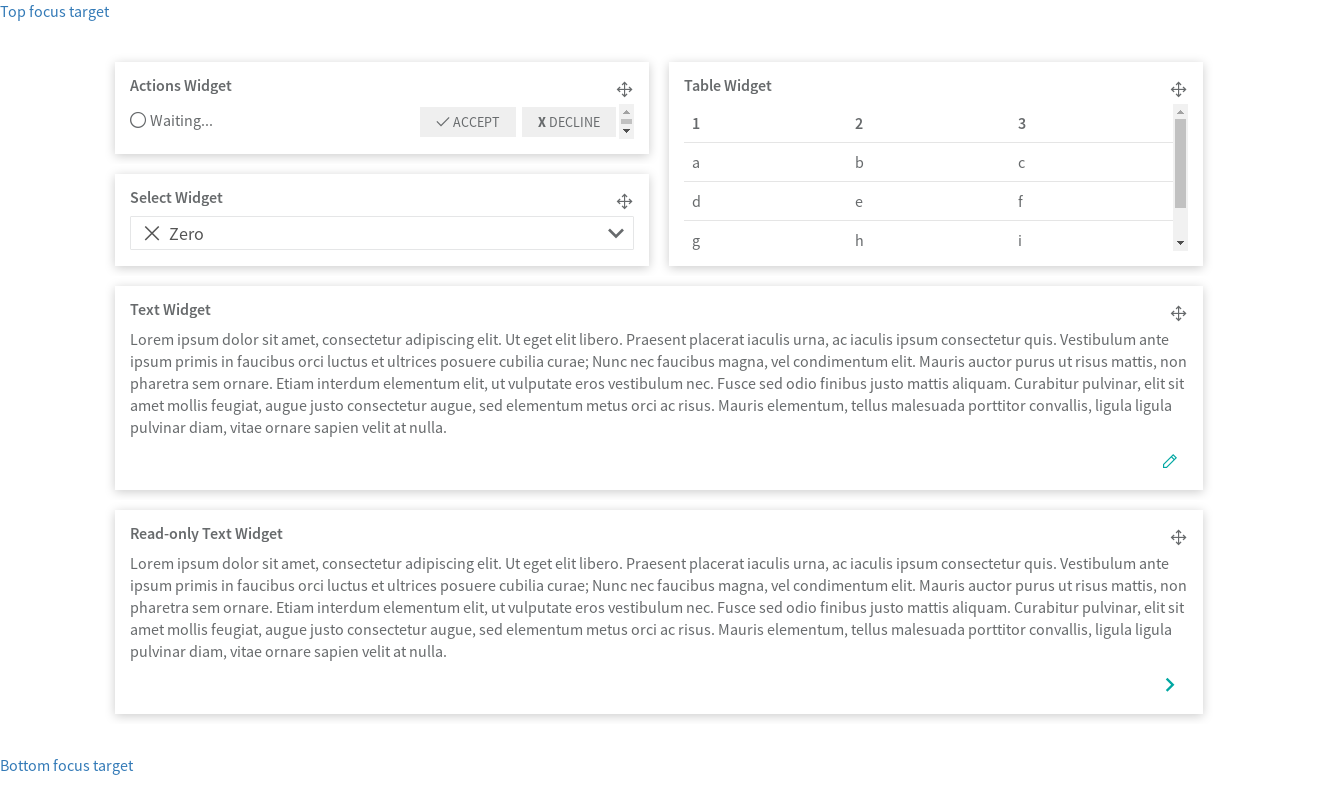 Top focus target
Actions Widget
Waiting...
ACCEPT
X DECLINE
Table Widget
1 2 3
a b c
d e f
g h i
Select Widget
Zero
Text Widget
Lorem ipsum dolor sit amet, consectetur adipiscing elit. Ut eget elit libero. Praesent placerat iaculis urna, ac iaculis ipsum consectetur quis. Vestibulum ante
ipsum primis in faucibus orci luctus et ultrices posuere cubilia curae; Nunc nec faucibus magna, vel condimentum elit. Mauris auctor purus ut risus mattis, non
pharetra sem ornare. Etiam interdum elementum elit, ut vulputate eros vestibulum nec. Fusce sed odio finibus justo mattis aliquam. Curabitur pulvinar, elit sit
amet mollis feugiat, augue justo consectetur augue, sed elementum metus orci ac risus. Mauris elementum, tellus malesuada porttitor convallis, ligula ligula
pulvinar diam, vitae ornare sapien velit at nulla.
Read-only Text Widget
Lorem ipsum dolor sit amet, consectetur adipiscing elit. Ut eget elit libero. Praesent placerat iaculis urna, ac iaculis ipsum consectetur quis. Vestibulum ante
ipsum primis in faucibus orci luctus et ultrices posuere cubilia curae; Nunc nec faucibus magna, vel condimentum elit. Mauris auctor purus ut risus mattis, non
pharetra sem ornare. Etiam interdum elementum elit, ut vulputate eros vestibulum nec. Fusce sed odio finibus justo mattis aliquam. Curabitur pulvinar, elit sit
amet mollis feugiat, augue justo consectetur augue, sed elementum metus orci ac risus. Mauris elementum, tellus malesuada porttitor convallis, ligula ligula
pulvinar diam, vitae ornare sapien velit at nulla.
Bottom focus target